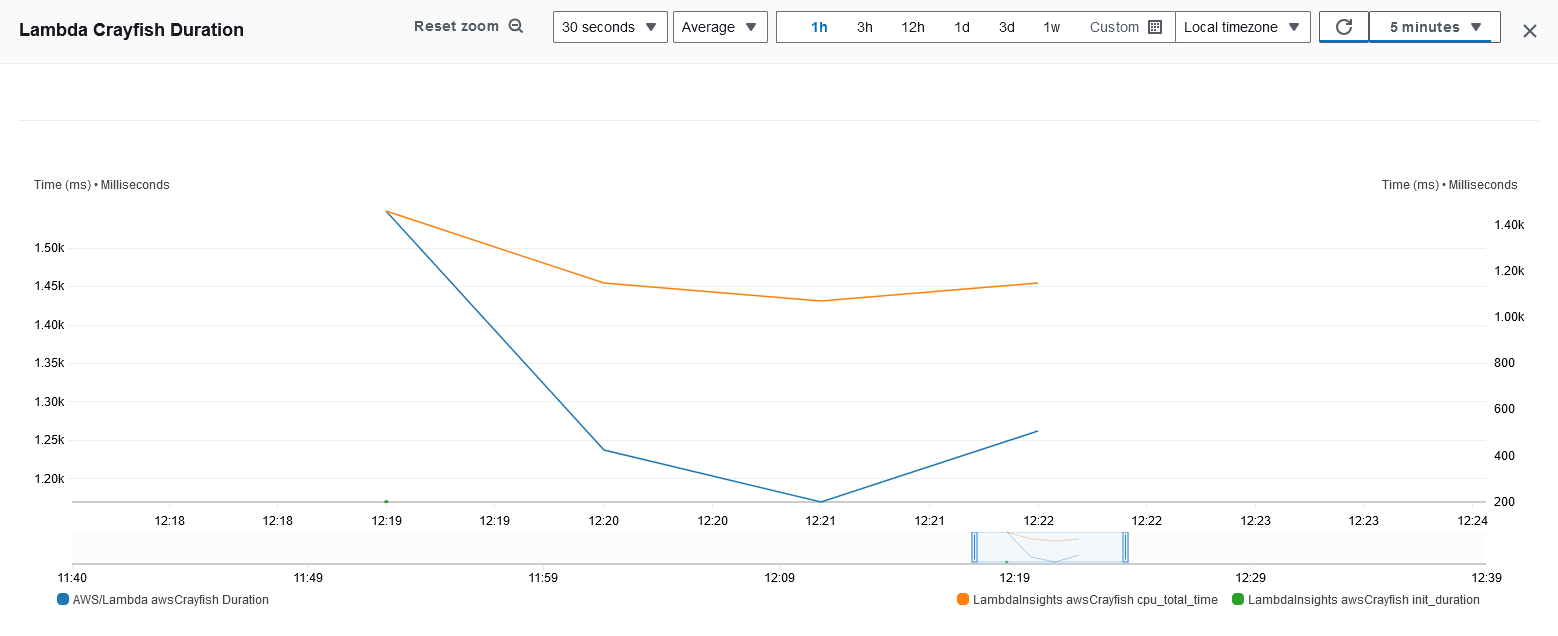 Lambda Crayfish Duration Reset zoom 30 seconds Average 1h 3h 12h 1d 3d 1w Custom Local timezone 5 minutes
Time (ms) • Milliseconds Time (ms) • Milliseconds
1.40k
1.50k
1.45k 1.20k
1.40k 1.00k
1.35k 800
1.30k 600
1.25k 400
1.20k
200
12:18 12:18 12:19 12:19 12:20 12:20 12:21 12:21 12:22 12:22 12:23 12:23 12:24
11:40 11:49 11:59 12:09 12:19 12:29 12:39
AWS/Lambda awsCrayfish Duration LambdaInsights awsCrayfish cpu_total_time LambdaInsights awsCrayfish init_duration